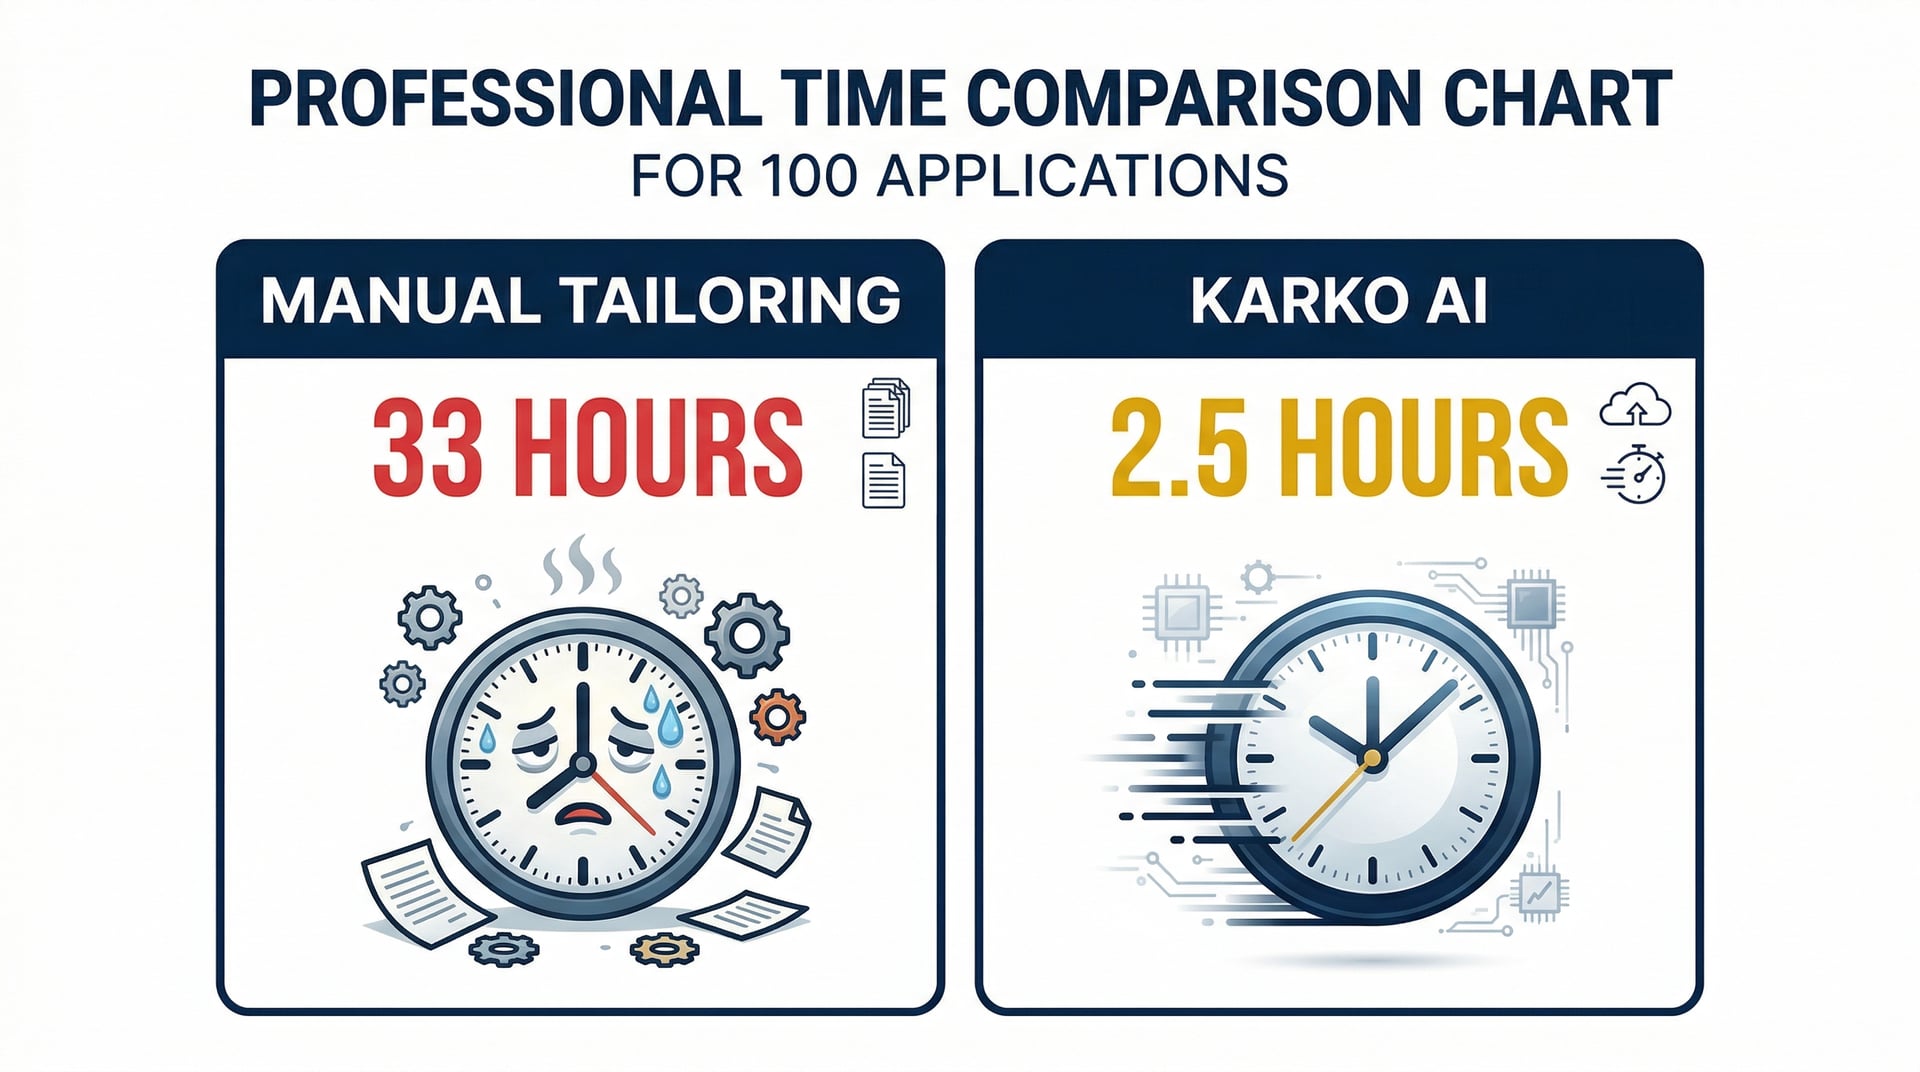 PROFESSIONAL TIME COMPARISON CHART
FOR 100 APPLICATIONS
MANUAL TAILORING
33 HOURS
KARKO AI
2.5 HOURS